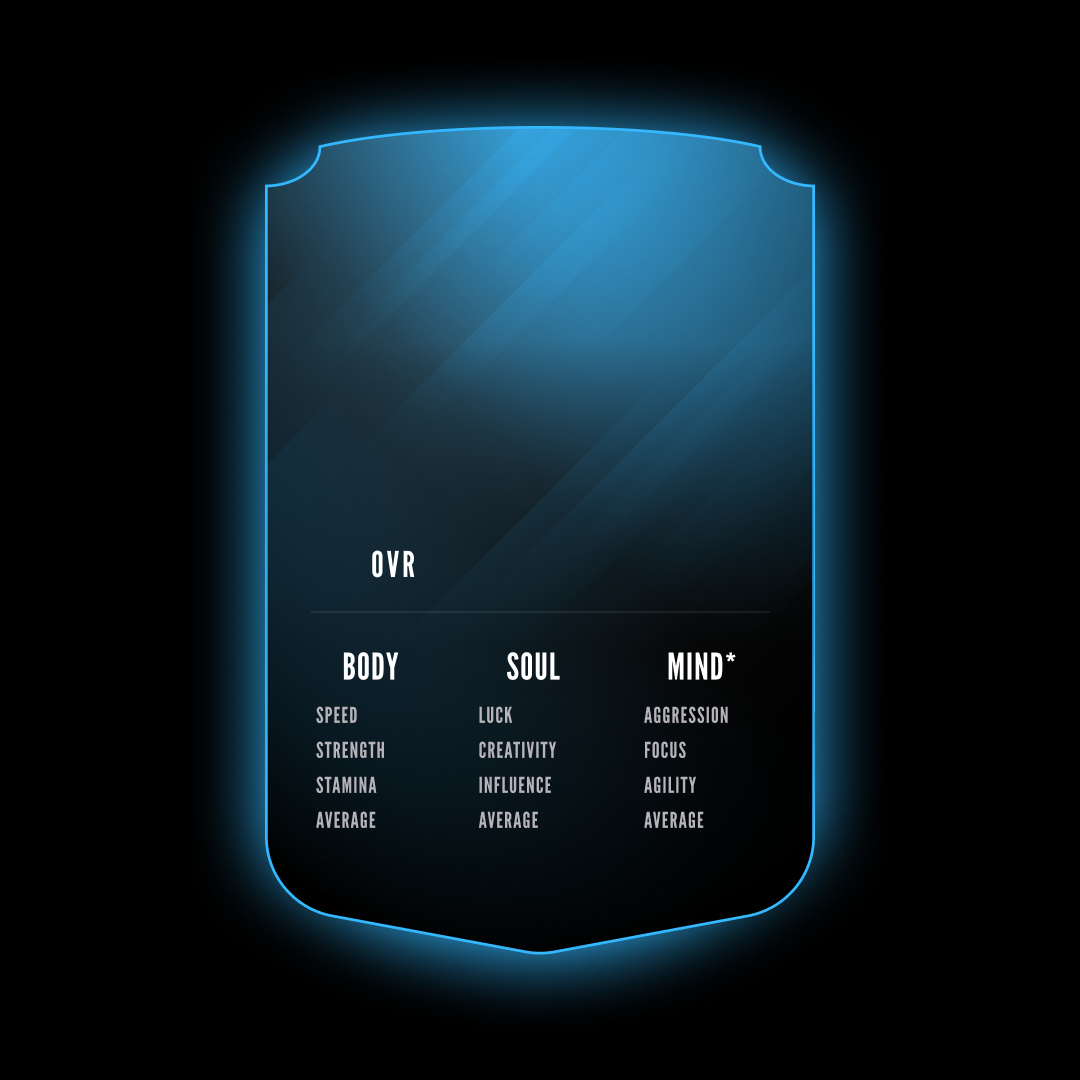 OVR
BODY SOUL MIND*
SPEED LUCK AGGRESSION
STRENGTH CREATIVITY FOCUS
STAMINA INFLUENCE AGILITY
AVERAGE AVERAGE AVERAGE